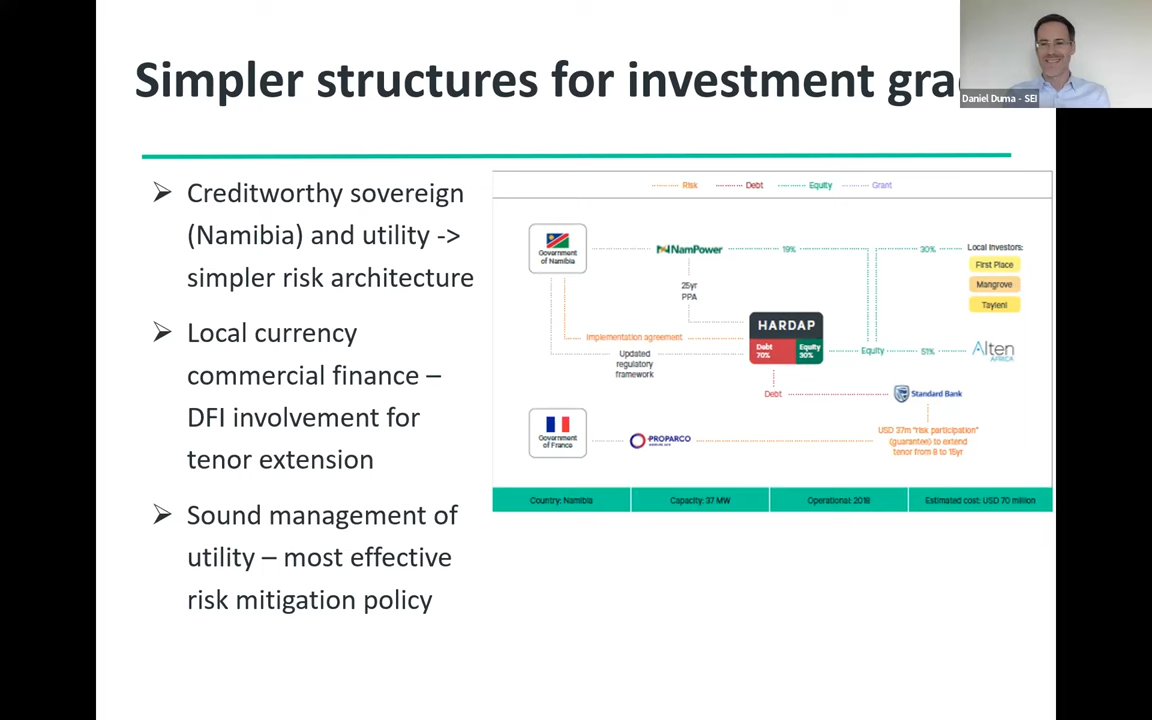 Simpler structures for investment gra
Daniel Duma - SEI
➢ Creditworthy sovereign
(Namibia) and utility ->
simpler risk architecture
➢ Local currency
commercial finance –
DFI involvement for
tenor extension
➢ Sound management of
utility – most effective
risk mitigation policy
Risk Debt Equity Grant
Government
of Namibia
NamPower
19%
30%
Local Investors:
First Place
Mangrove
Tayleni
25yr
PPA
HARDAP
Debt
70%
Equity
30%
Implementation agreement
Updated
regulatory
framework
Equity
51%
Alten
AFRICA
Debt
Standard Bank
Government
of France
PROPARCO
USD 37m "risk participation"
(guarantee) to extend
tenor from 8 to 15yr
Country: Namibia
Capacity: 37 MW
Operational: 2018
Estimated cost: USD 70 million